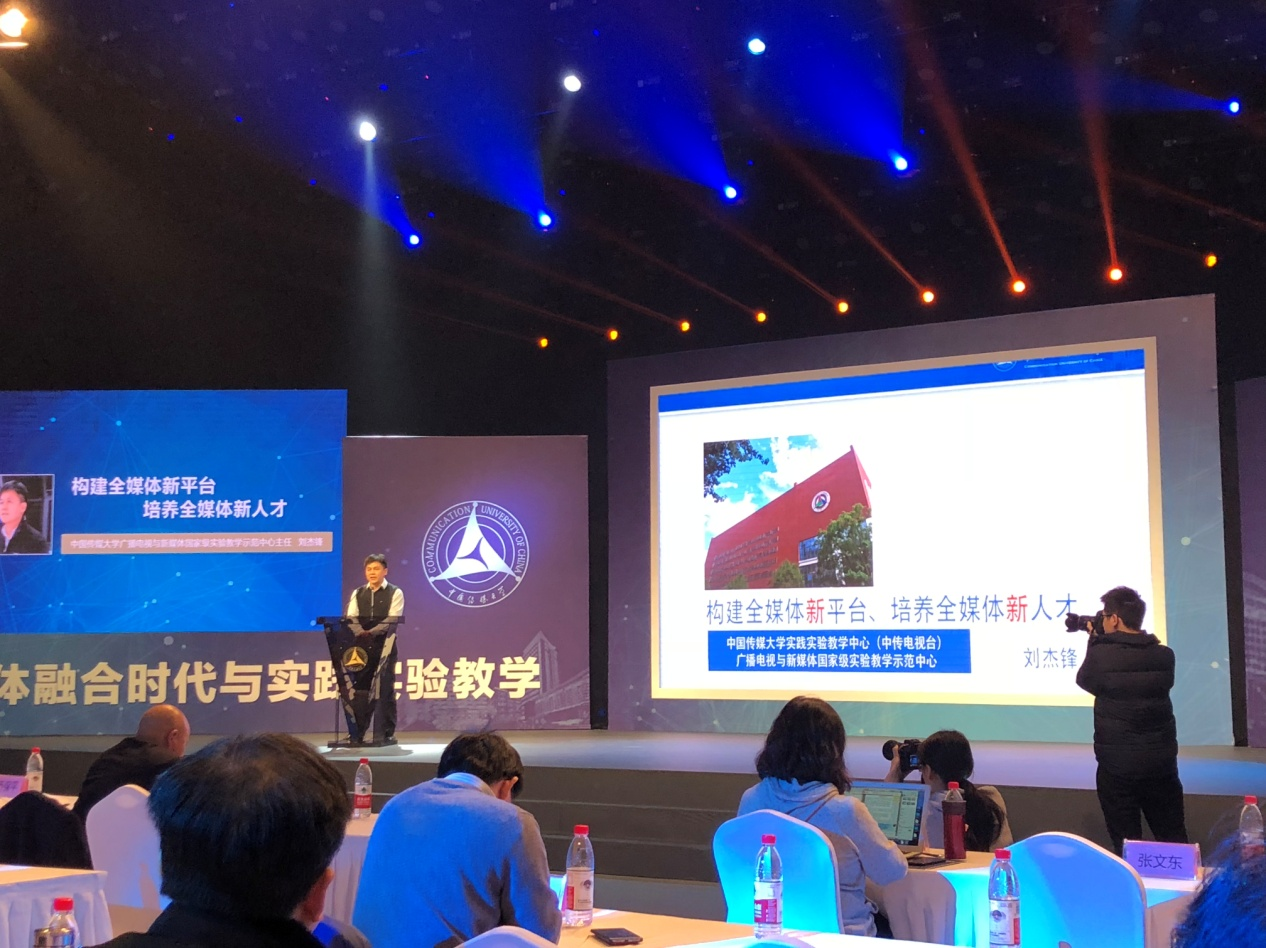 构建全媒体新平台
培养全媒体新人才
中国传媒大学广播电视与新媒体国家级实验教学示范中心主任 刘杰锋
COMMUNICATION UNIVERSITY OF CHINA
中国传媒大学
体融合时代与实践实验教学
构建全媒体新平台、培养全媒体新人才
中国传媒大学实践实验教学中心（中传电视台）
广播电视与新媒体国家级实验教学示范中心
刘杰锋
张文东